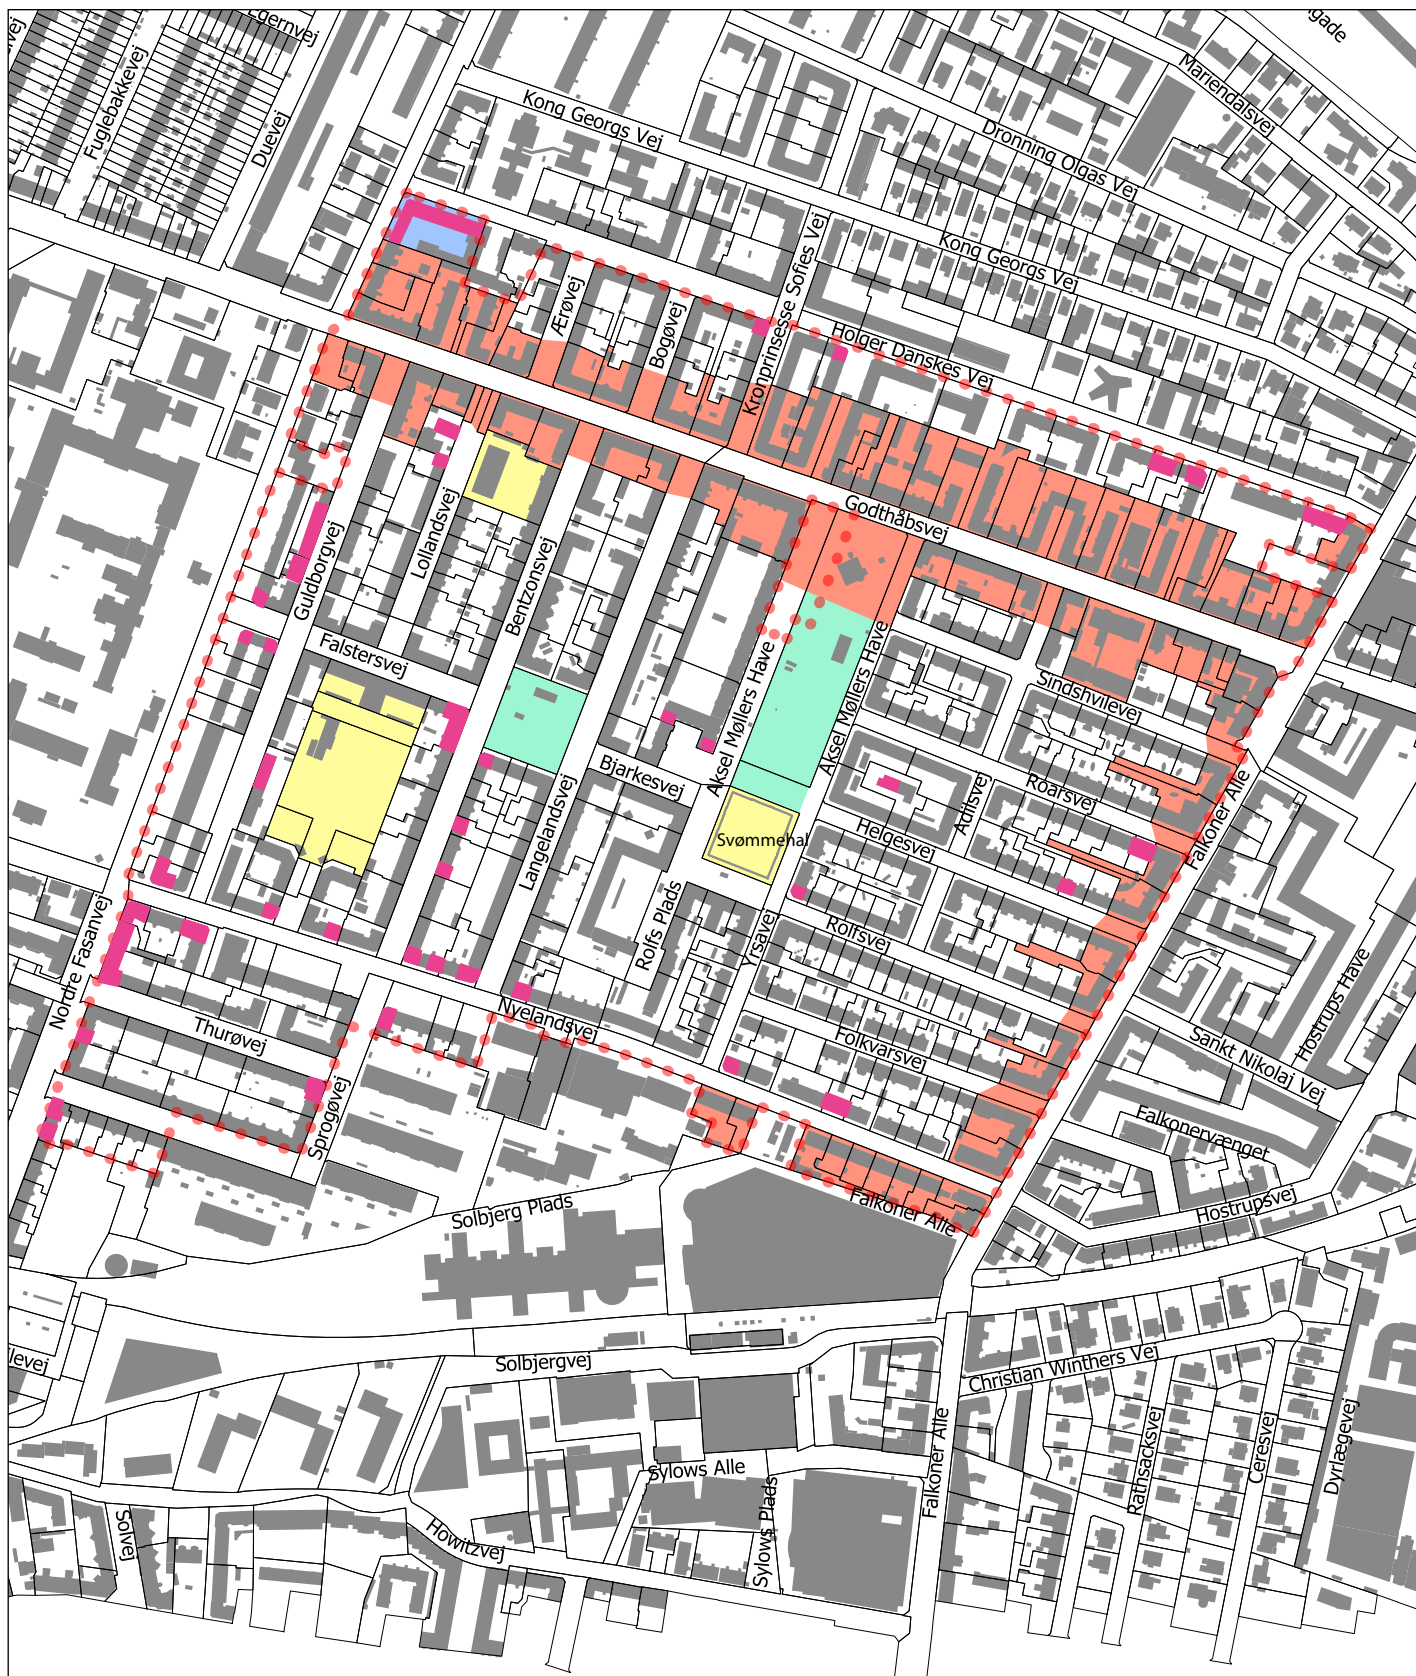 Egernvej
Fuglebakkevej
Duevej
Kong Georgs Vej
Mariendalsvej
Dronning Olgas Vej
Kong Georgs Vej
Kronprinsesse Sofies Vej
Ærøvej
Bogøvej
Holger Danskes Vej
Godthåbsvej
Lollandsvej
Guldborgvej
Bentzonsvej
Falstersvej
Aksel Møllers Have
Aksel Møllers Have
Sindshvilevej
Roarsvej
Adilsvej
Helgesvej
Bjarkesvej
Langelandsvej
Svømmehal
Falkoner Alle
Rolfs Plads
Yrsavej
Rolfsvej
Nordre Fasanvej
Nyelandsvej
Thurøvej
Folkvarsvej
Hostrups Have
Sankt Nikolaj Vej
Sprogøvej
Falkonervænget
Hostrupsvej
Solbjerg Plads
Falkoner Alle
Solbjergvej
Christian Winthers Vej
Falkoner Alle
Rathsacksvej
Ceresvej
Dyrlægevej
Sylows Alle
Sylows Plads
Howitzvej
Solvej